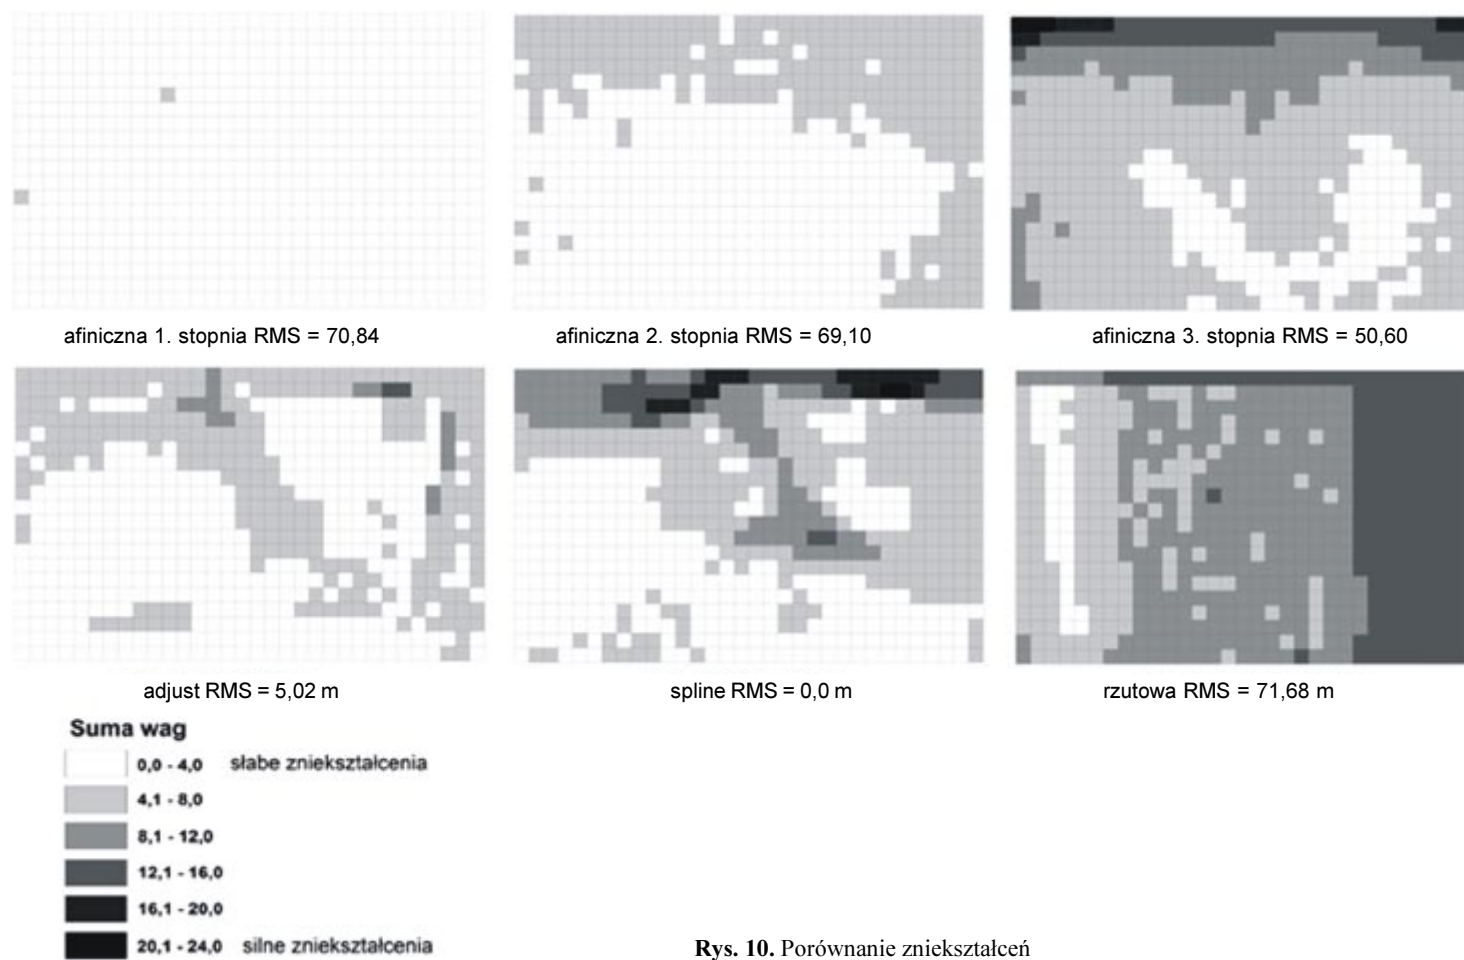 afiniczna 1. stopnia RMS = 70,84
afiniczna 2. stopnia RMS = 69,10
afiniczna 3. stopnia RMS = 50,60
adjust RMS = 5,02 m
spline RMS = 0,0 m
rzutowa RMS = 71,68 m
Suma wag
0,0 - 4,0 słabe zniekształcenia
4,1 - 8,0
8,1 - 12,0
12,1 - 16,0
16,1 - 20,0
20,1 - 24,0 silne zniekształcenia
Rys. 10. Porównanie zniekształceń